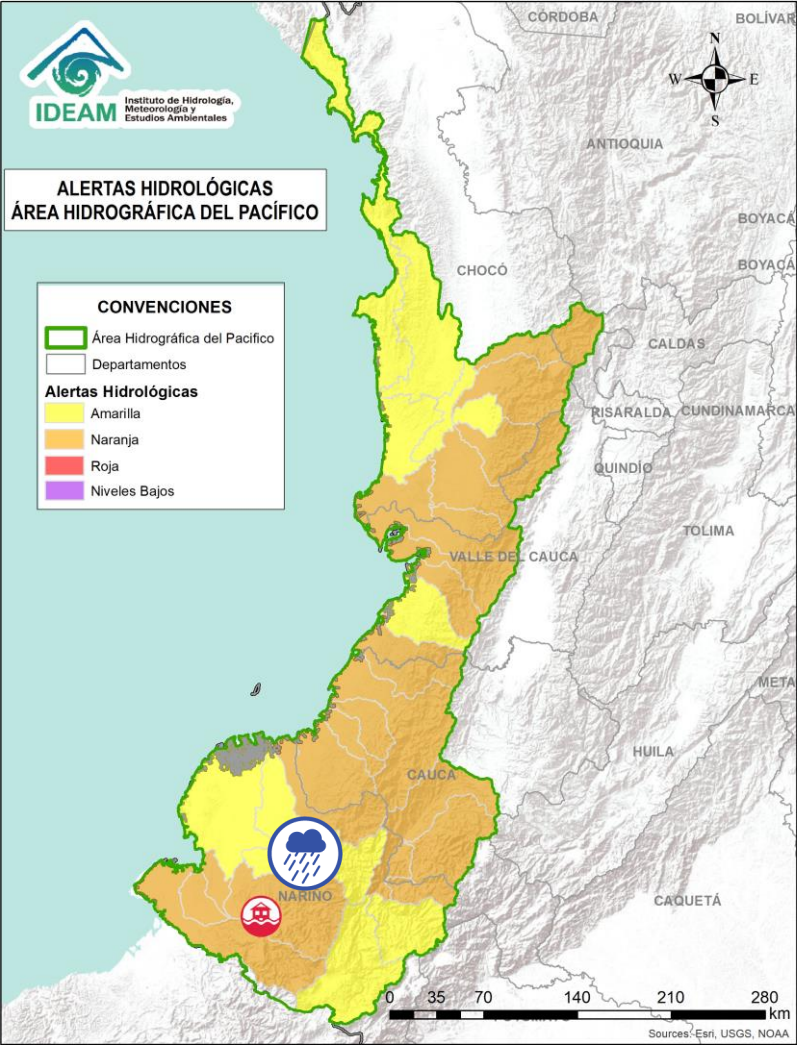 CÓRDOBA
BOLÍVAR
N
W
E
S
IDEAM
Instituto de Hidrología,
Meteorología y
Estudios Ambientales
ANTIOQUIA
ALERTAS HIDROLÓGICAS
ÁREA HIDROGRÁFICA DEL PACÍFICO
BOYACÁ
BOYACÁ
CHOCÓ
CONVENCIONES
Área Hidrográfica del Pacifico
Departamentos
Alertas Hidrológicas
Amarilla
Naranja
Roja
Niveles Bajos
CALDAS
RISARALDA
CUNDINAMARCA
QUINDÍO
TOLIMA
VALLE DEL CAUCA
META
HUILA
CAUCA
NARIÑO
CAQUETÁ
0 35 70 140 210 280
km
Sources: Esri, USGS, NOAA